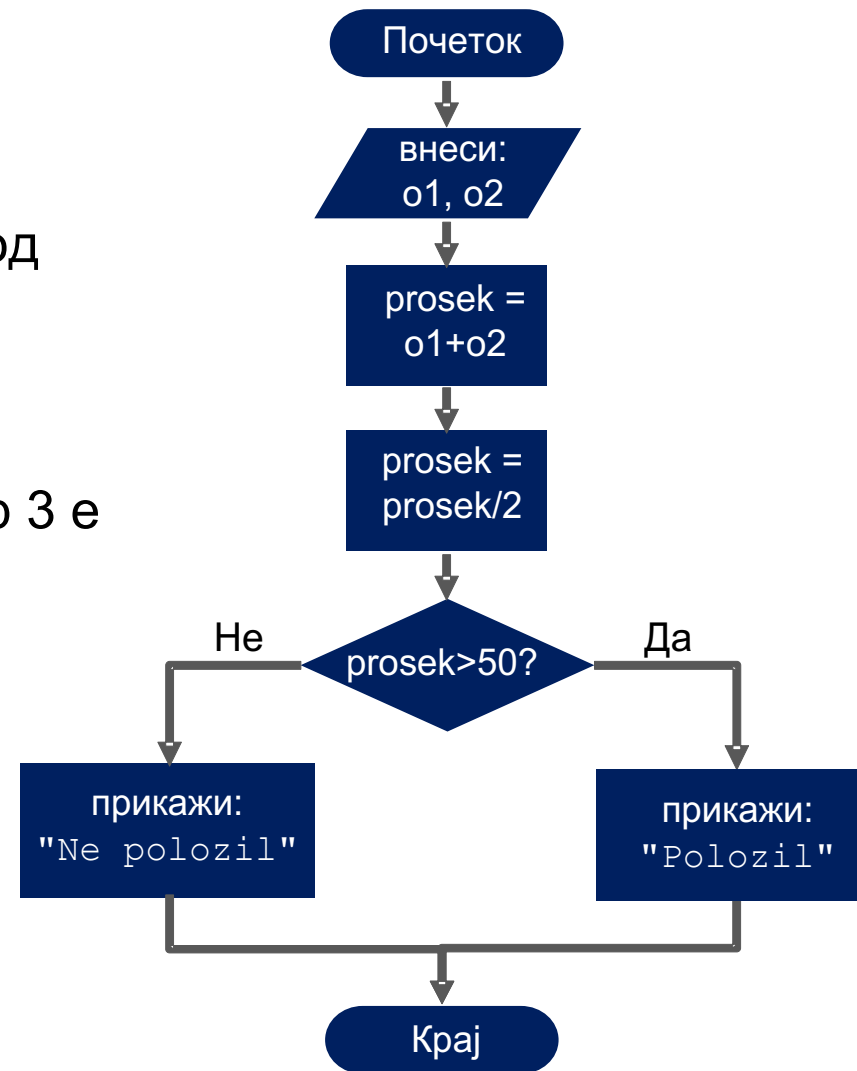 Почеток
внеси:
o1, o2
prosek =
o1+o2
3 е
prosek =
prosek/2
Не
prosek>50?
Да
прикажи:
"Ne polozil"
прикажи:
"Polozil"
Крај